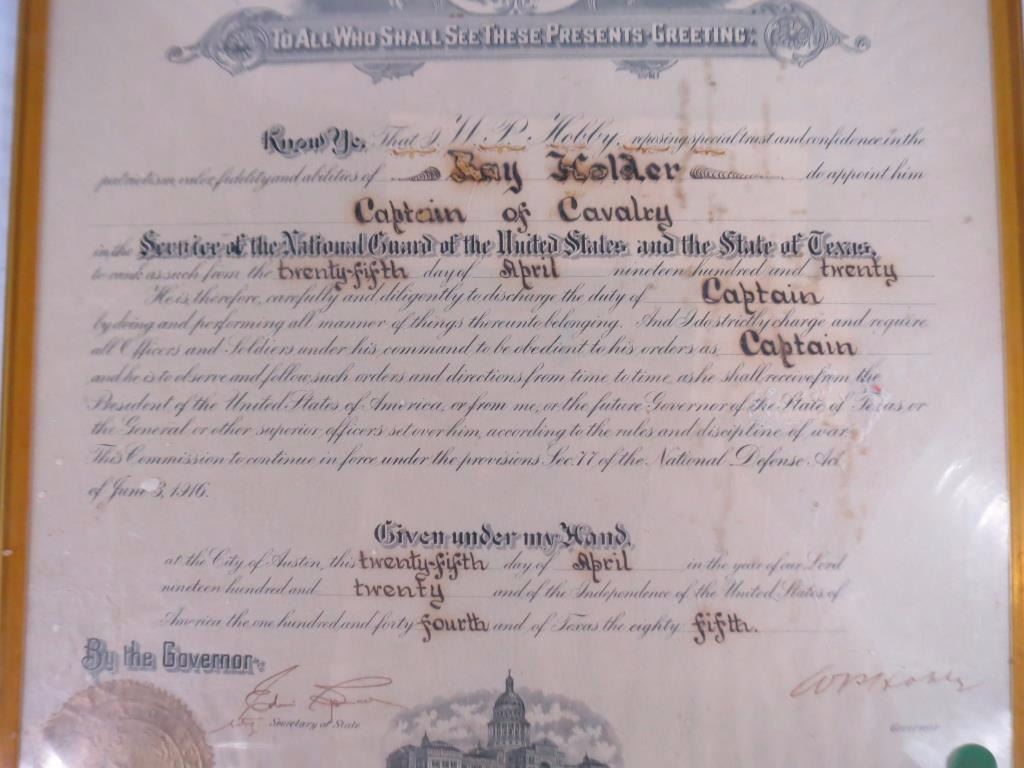 TO ALL WHO SHALL SEE THESE PRESENTS GREETING:
Know Ye, That I, W. P. Hobby, reposing special trust and confidence in the
patriotism, valor, fidelity and abilities of Ray Holder do appoint him
Captain of Cavalry
in the Service of the National Guard of the United States and the State of Texas,
to rank as such from the twenty-fifth day of April nineteen hundred and twenty
He is, therefore, carefully and diligently to discharge the duty of Captain
by doing and performing all manner of things thereunto belonging. And I do strictly charge and require
all Officers and Soldiers under his command to be obedient to his orders as Captain
and he is to observe and follow such orders and directions from time to time, as he shall receive from the
President of the United States of America, or from me, or the future Governor of the State of Texas, or
the General or other superior officers set over him, according to the rules and discipline of war.
This Commission to continue in force under the provisions Sec. 77 of the National Defense Act
of June 3, 1916.
Given under my Hand,
at the City of Austin, this twenty-fifth day of April in the year of our Lord
nineteen hundred and twenty and of the Independence of the United States of
America the one hundred and forty-fourth and of Texas the eighty fifth.
By the Governor:
W P Hobby
Secretary of State
Governor